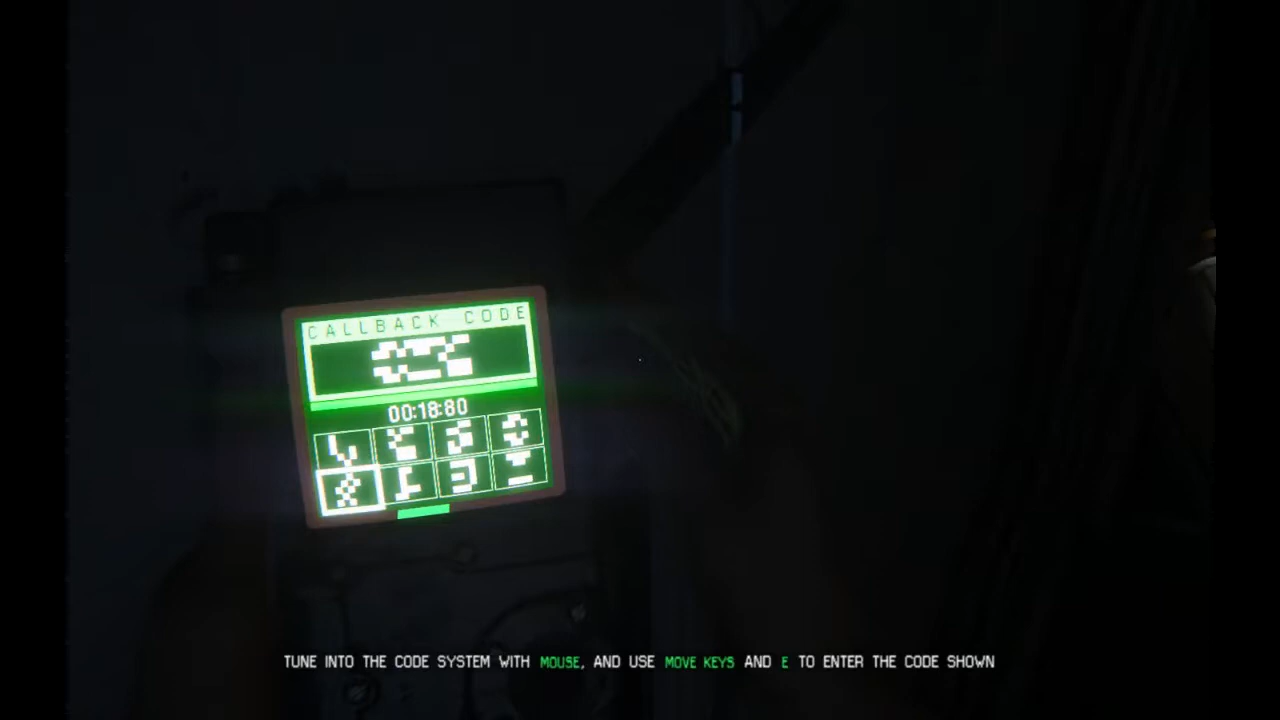 CALLBACK CODE
00:18:80
TUNE INTO THE CODE SYSTEM WITH MOUSE, AND USE MOVE KEYS AND E TO ENTER THE CODE SHOWN